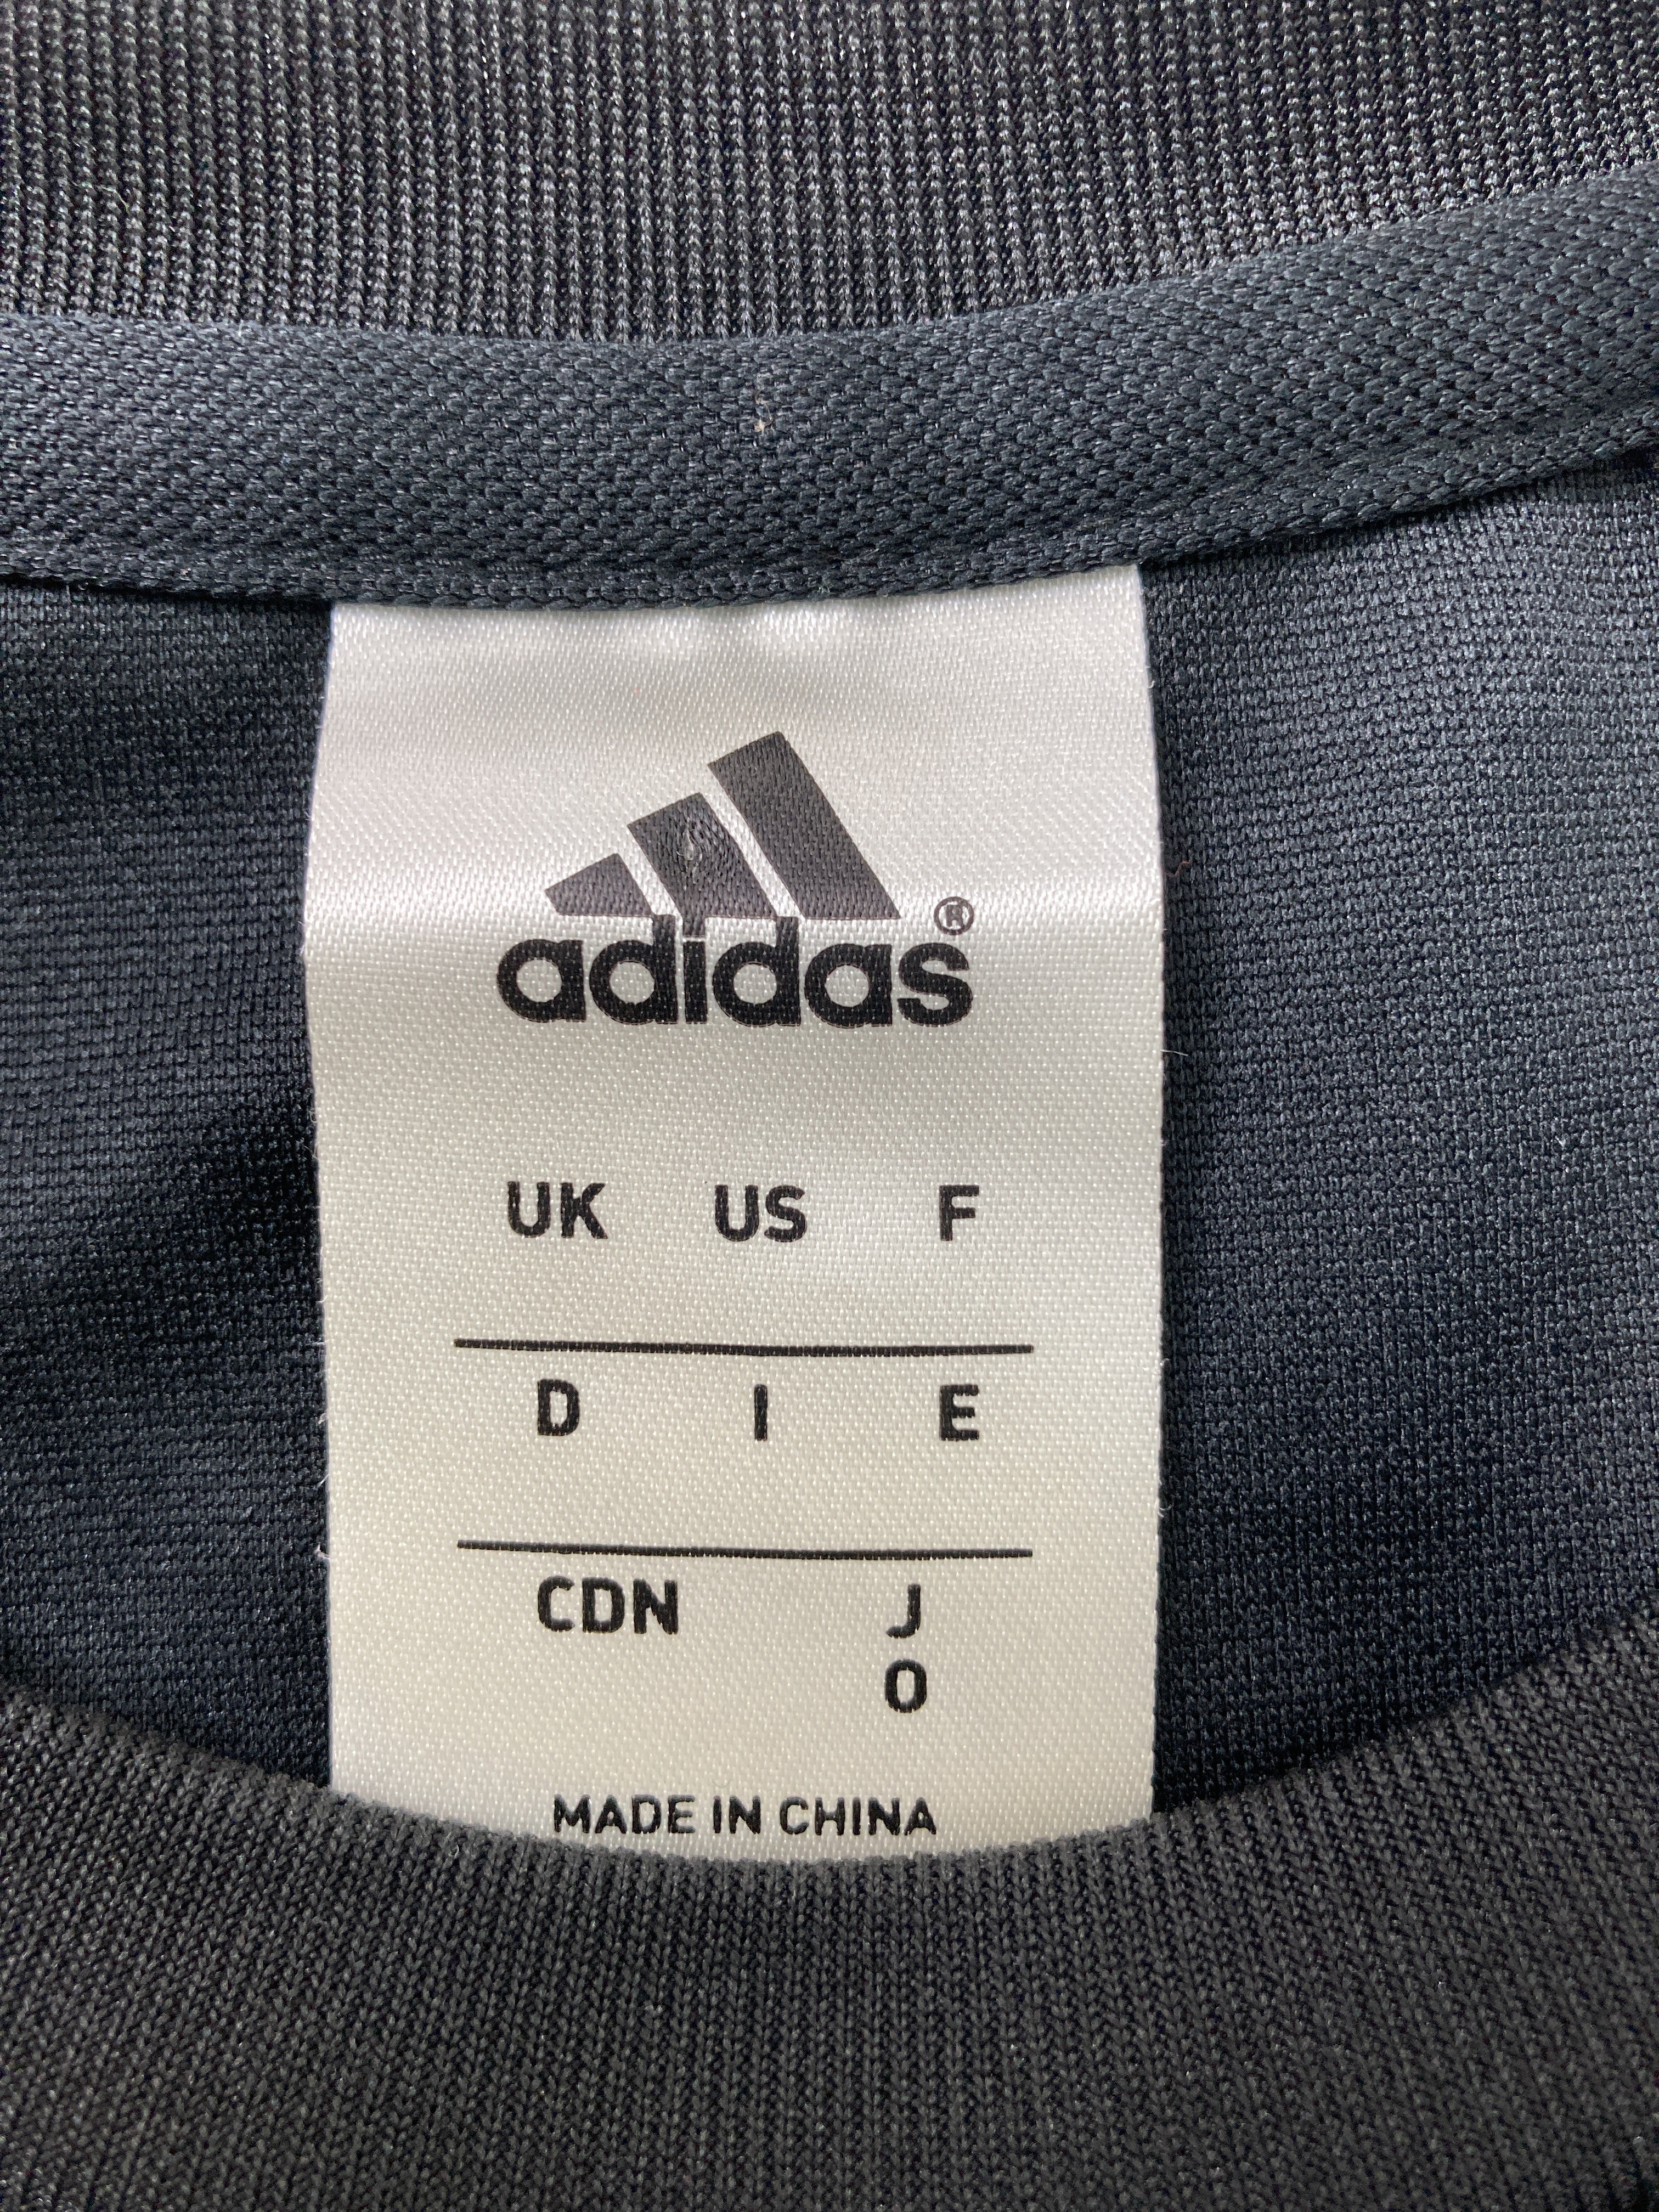 adidas®
UK US F
D I E
CDN J
O
MADE IN CHINA